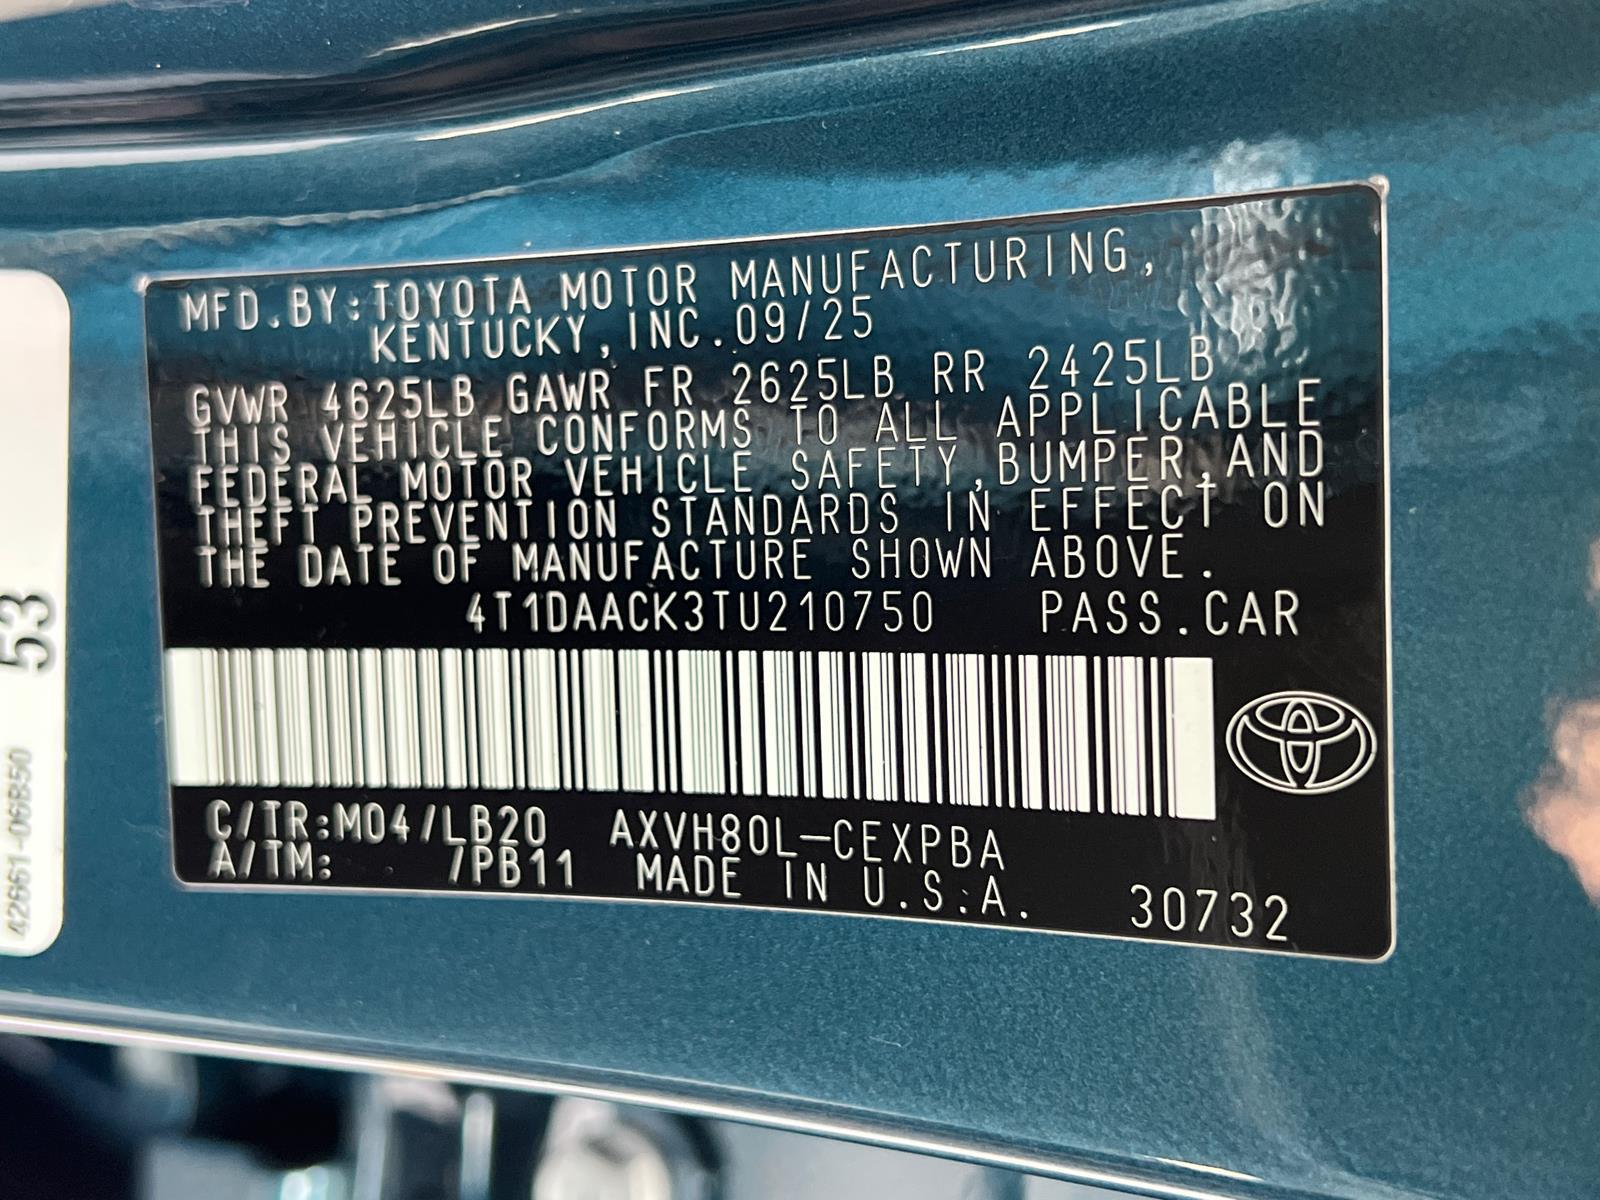 MFD.BY:TOYOTA MOTOR MANUFACTURING,
KENTUCKY,INC.09/25
GVWR 4625LB GAWR FR 2625LB RR 2425LB
THIS VEHICLE CONFORMS TO ALL APPLICABLE
FEDERAL MOTOR VEHICLE SAFETY,BUMPER,AND
THEFT PREVENTION STANDARDS IN EFFECT ON
THE DATE OF MANUFACTURE SHOWN ABOVE.
4T1DAACK3TU210750 PASS.CAR
C/TR:M04/LB20 AXVH80L-CEXPBA
A/TM: /PB11 MADE IN U.S.A. 30732
53
42661-06B50